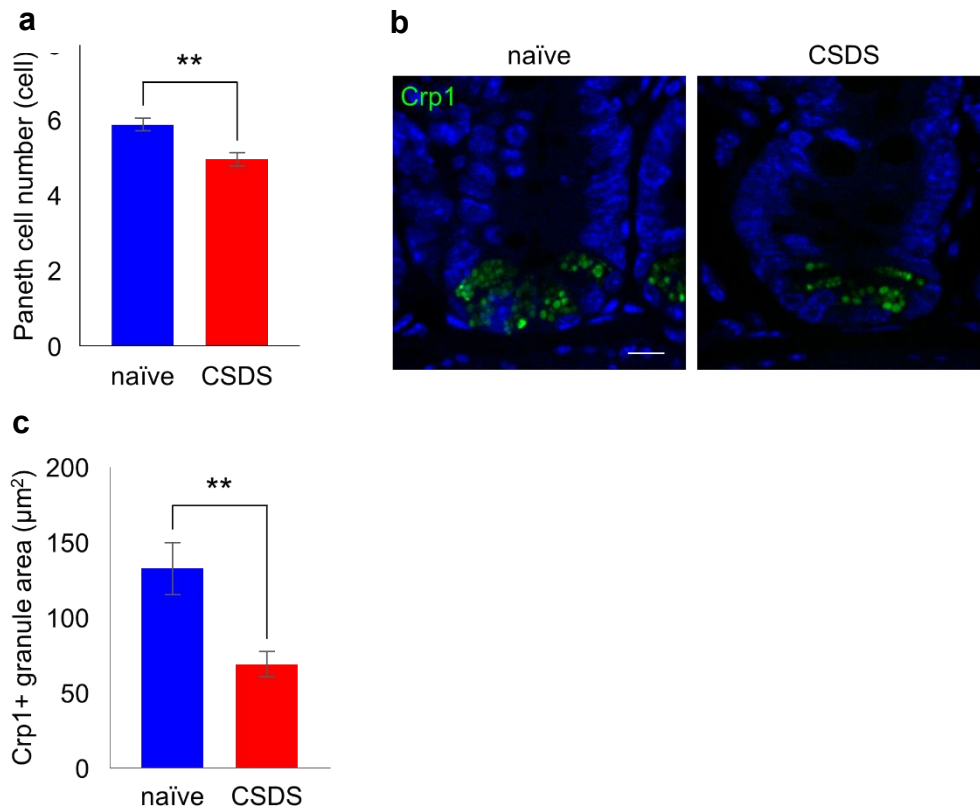 a
Paneth cell number (cell)
6
4
2
0
**
naïve CSDS
b
naïve CSDS
Crp1
c
Crp1+ granule area (µm²)
200
150
100
50
0
**
naïve CSDS